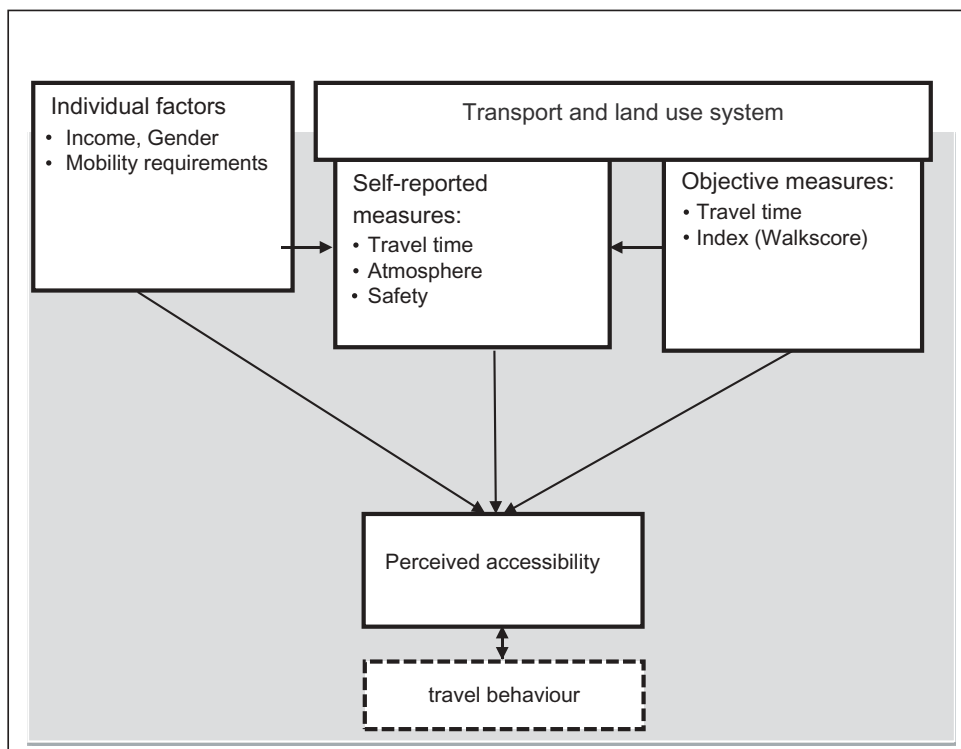 Individual factors
• Income, Gender
• Mobility requirements
Transport and land use system
Self-reported
measures:
• Travel time
• Atmosphere
• Safety
Objective measures:
• Travel time
• Index (Walkscore)
Perceived accessibility
travel behaviour